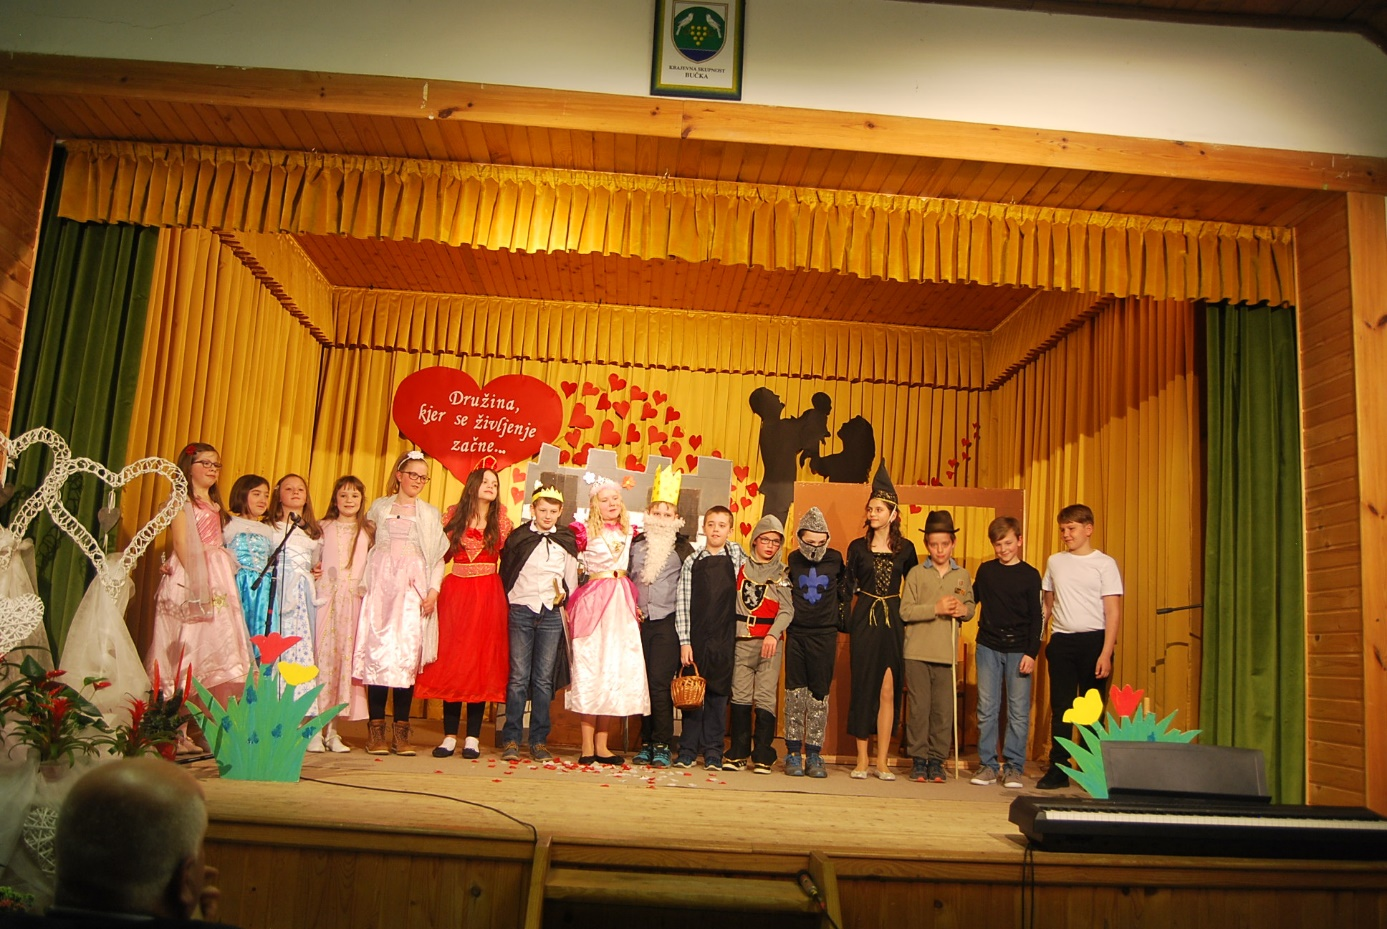 KRAJEVNA SKUPNOST
BUČKA
Družina,
kjer se življenje
začne...